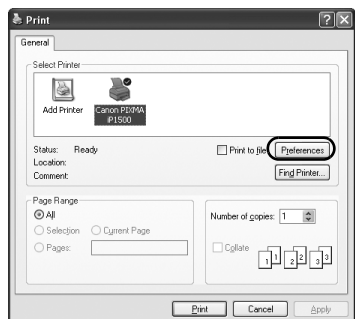 Print
General
Select Printer
Add Printer
Canon PIXMA
iP1500
Status: Ready
Print to file
Preferences
Location:
Comment:
Find Printer...
Page Range
All
Selection
Current Page
Pages:
Number of copies: 1
Collate
1 1 2 2 3 3
Print
Cancel
Apply